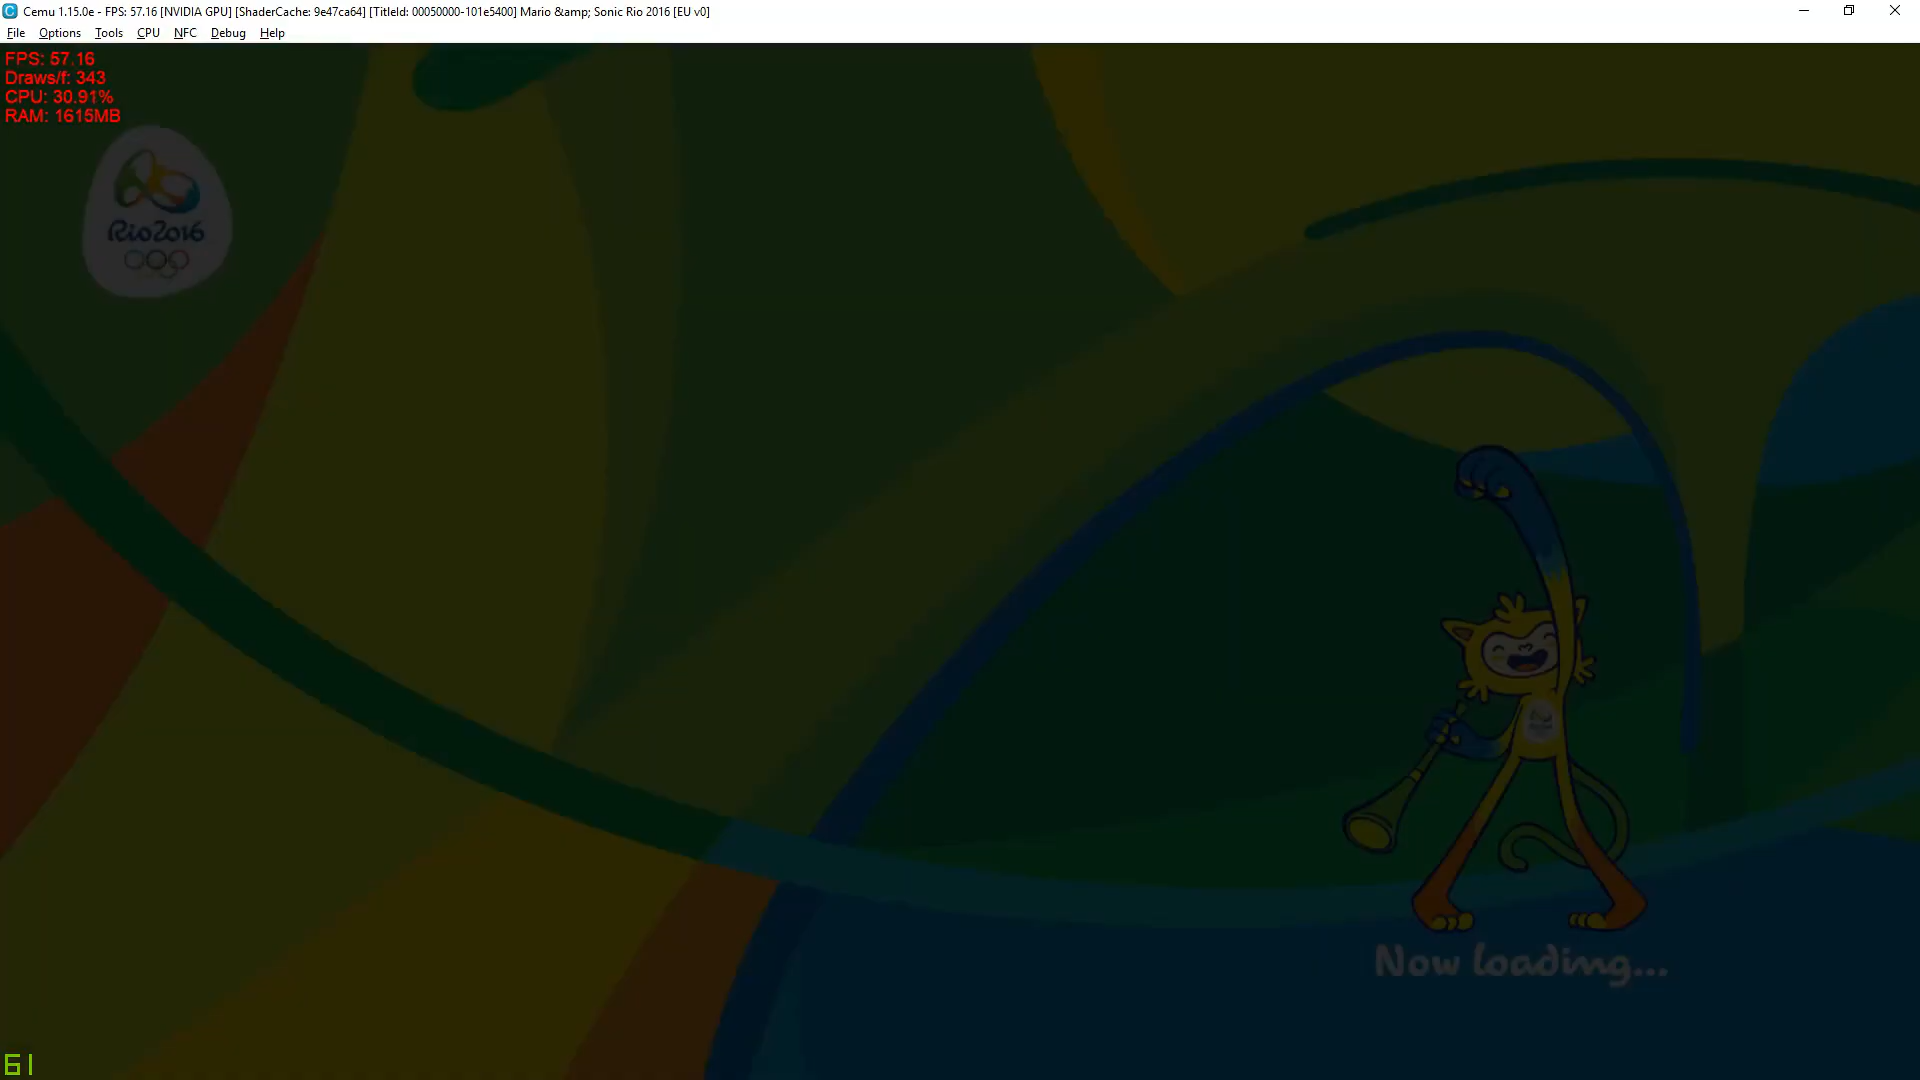 Cemu 1.15.0e - FPS: 57.16 [NVIDIA GPU] [ShaderCache: 9e47ca64] [TitleId: 00050000-101e5400] Mario &amp; Sonic Rio 2016 [EU v0]
File Options Tools CPU NFC Debug Help
FPS: 57.16
Draws/f: 343
CPU: 30.91%
RAM: 1615MB
Rio2016
Now loading...
61